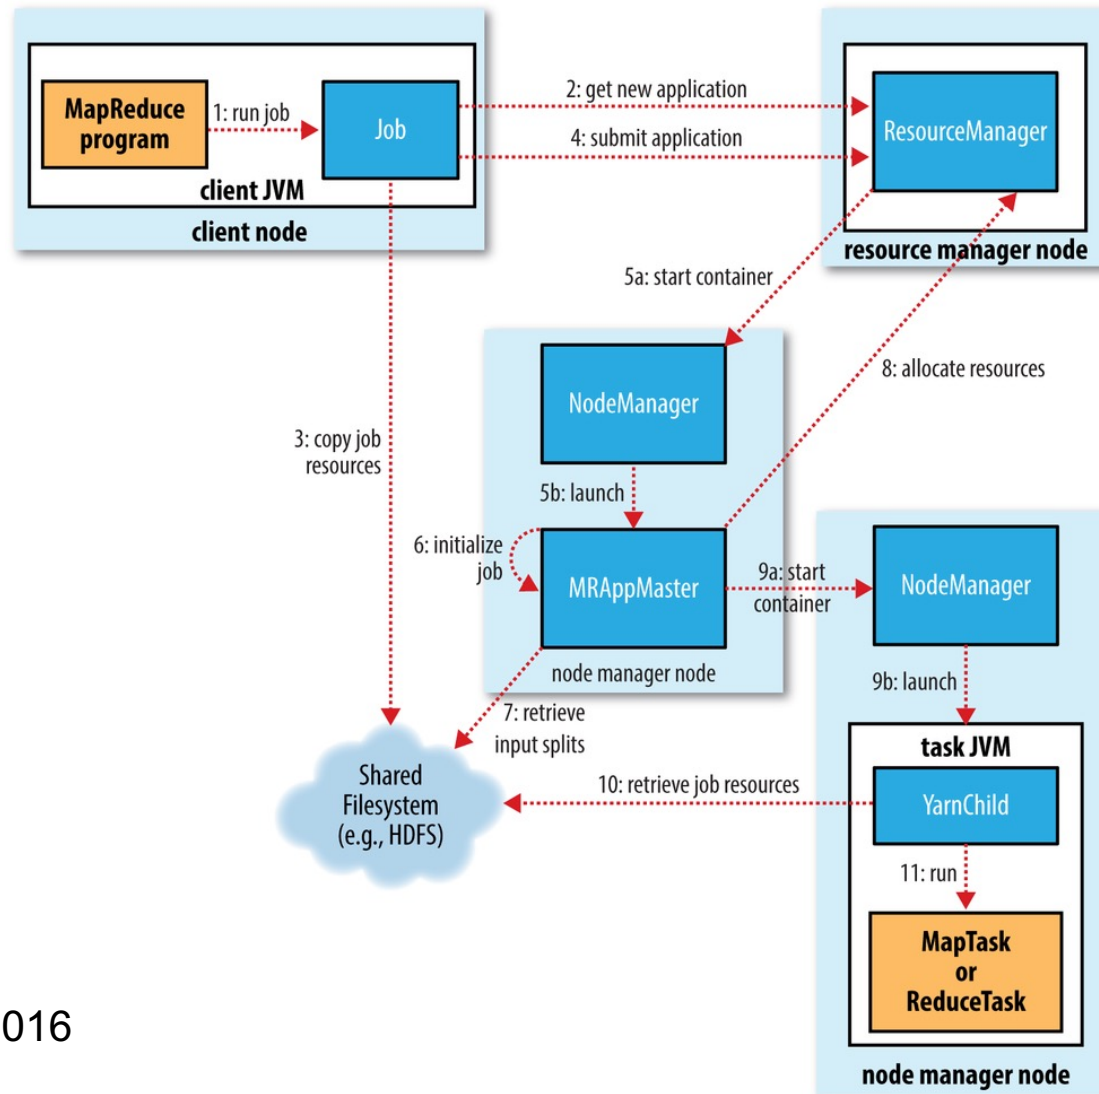 MapReduce
program
1: run job
Job
client JVM
client node
2: get new application
4: submit application
ResourceManager
resource manager node
5a: start container
8: allocate resources
3: copy job
resources
NodeManager
5b: launch
6: initialize
job
MRAppMaster
node manager node
9a: start
container
NodeManager
9b: launch
7: retrieve
input splits
Shared
Filesystem
(e.g., HDFS)
10: retrieve job resources
task JVM
YarnChild
11: run
MapTask
or
ReduceTask
node manager node
016